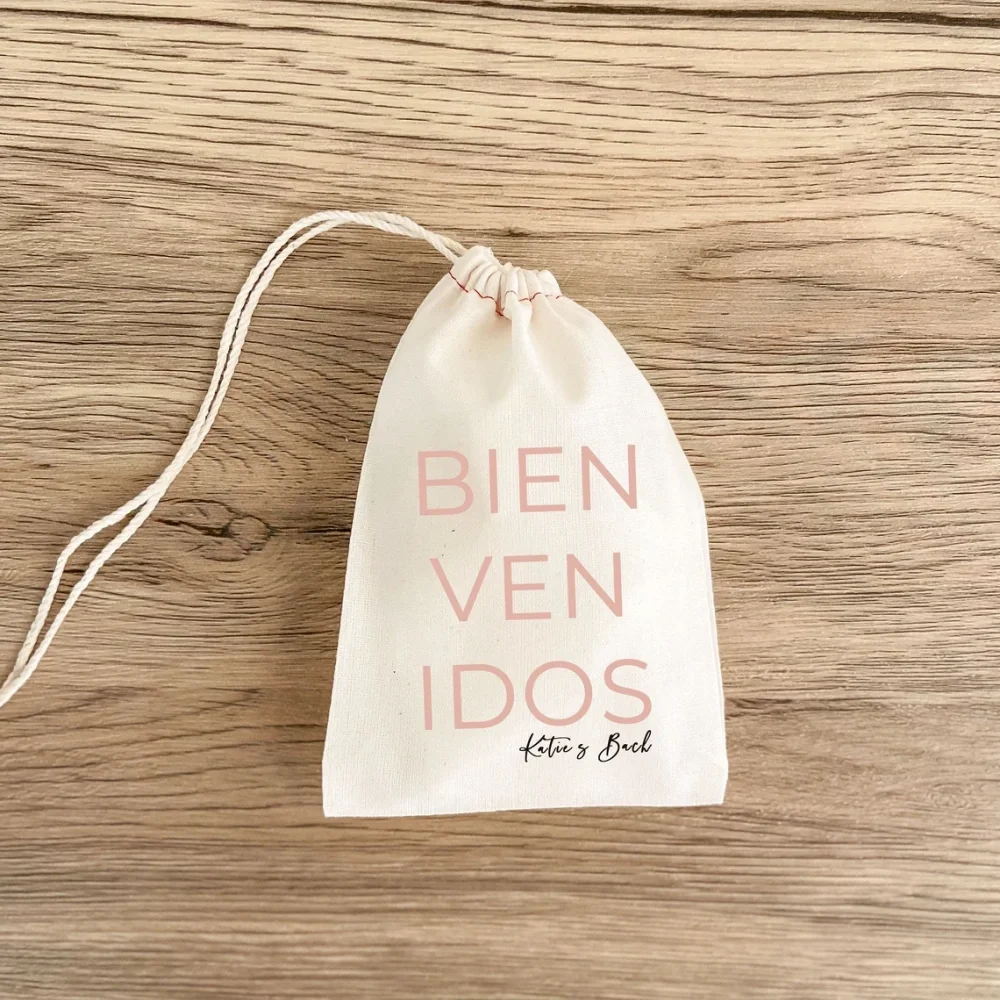 BIEN
VEN
IDOS
Katie's Bach